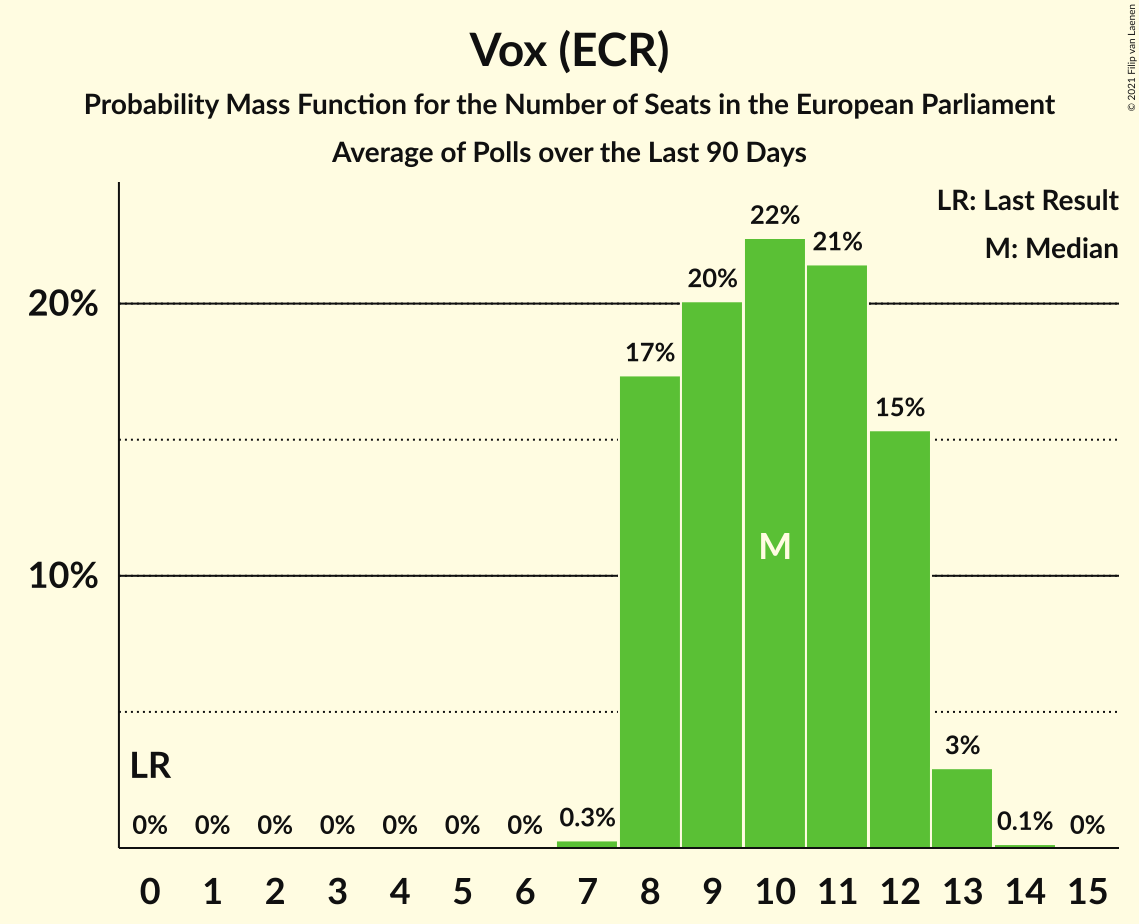 Vox (ECR)
Probability Mass Function for the Number of Seats in the European Parliament
Average of Polls over the Last 90 Days
© 2021 Filip van Laenen
LR: Last Result
M: Median
22%
21%
20%
20%
17%
15%
M
10%
LR
3%
0% 0% 0% 0% 0% 0% 0% 0.3% 0.1% 0%
0 1 2 3 4 5 6 7 8 9 10 11 12 13 14 15